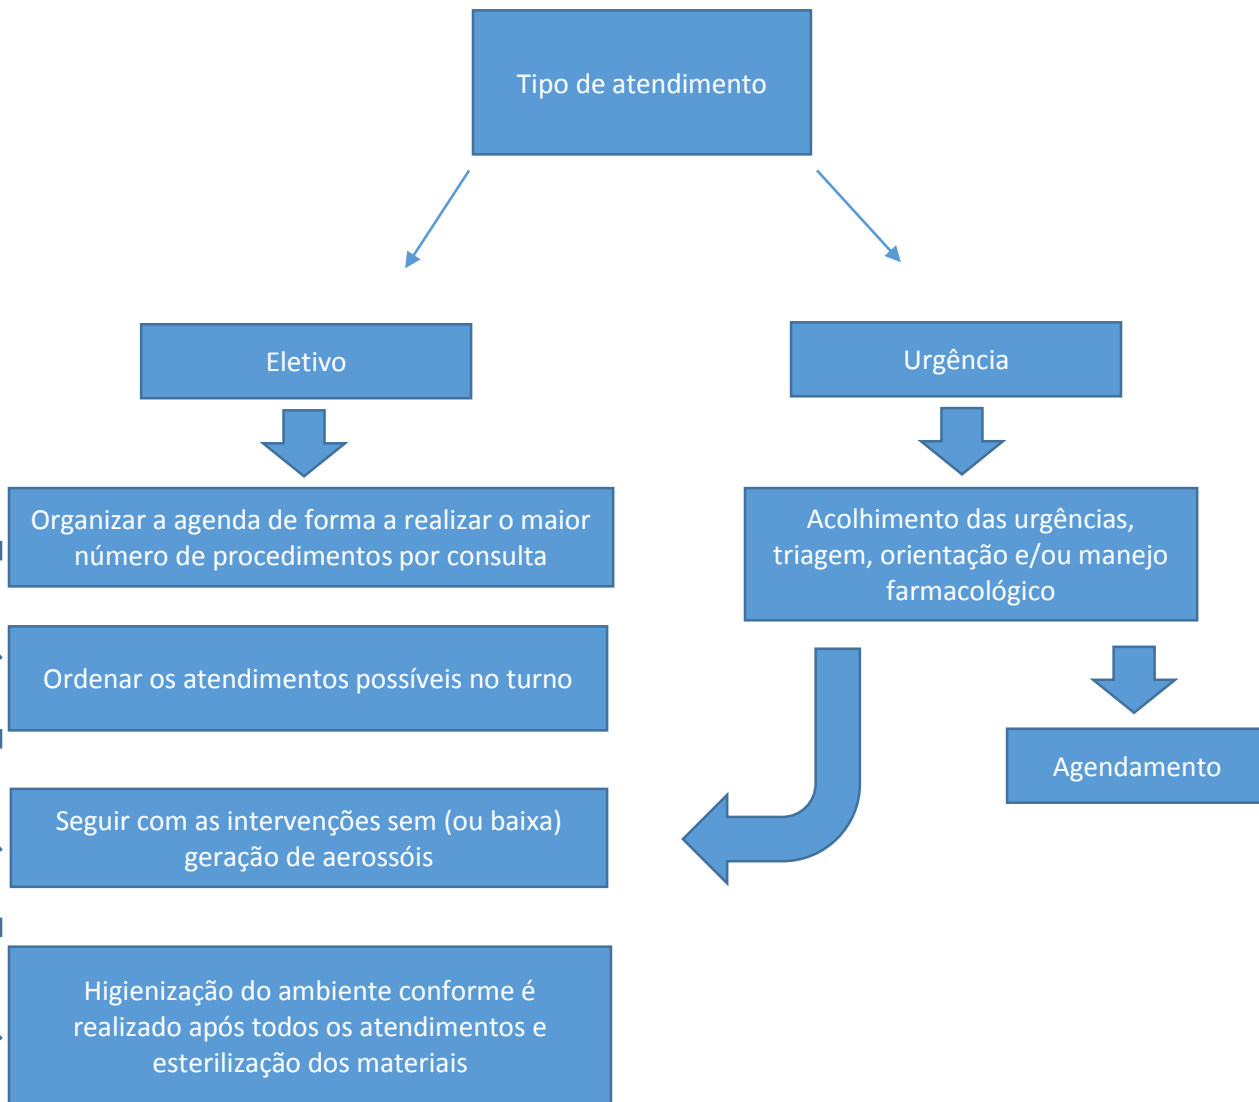 Tipo de atendimento
Eletivo
Urgência
Organizar a agenda de forma a realizar o maior
número de procedimentos por consulta
Acolhimento das urgências,
triagem, orientação e/ou manejo
farmacológico
Ordenar os atendimentos possíveis no turno
Agendamento
Seguir com as intervenções sem (ou baixa)
geração de aerossóis
Higienização do ambiente conforme é
realizado após todos os atendimentos e
esterilização dos materiais